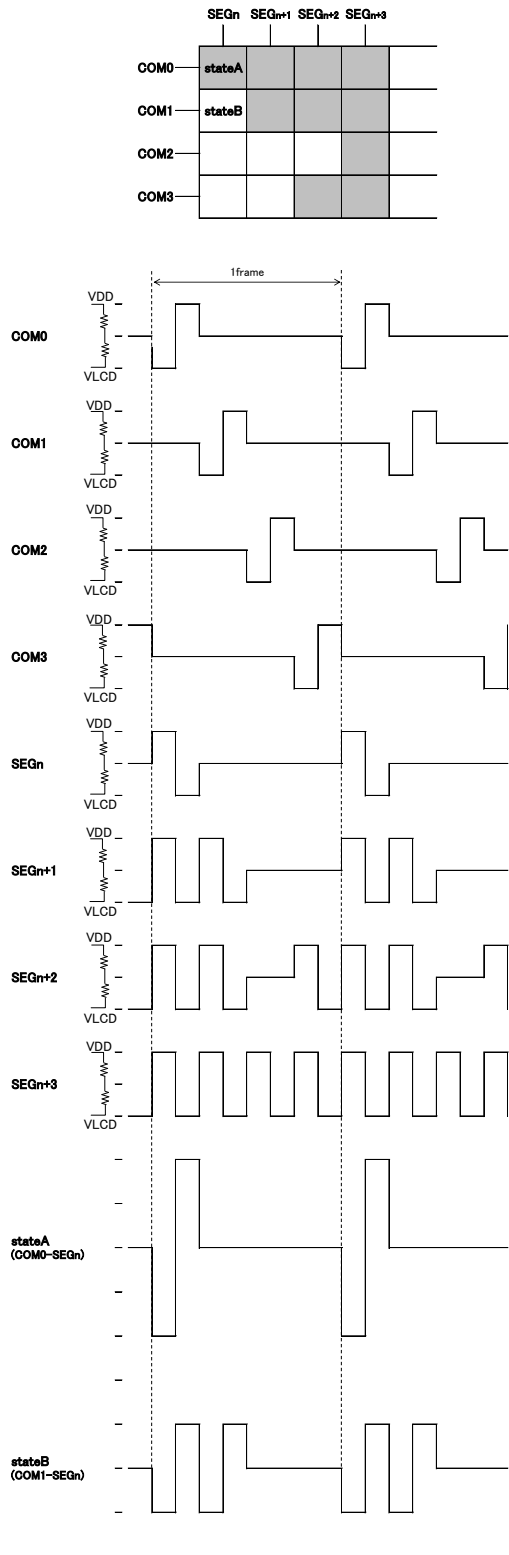 SEGn SEGn+1 SEGn+2 SEGn+3
COM0 stateA
COM1 stateB
COM2
COM3
1frame
VDD
COM0
VLCD
VDD
COM1
VLCD
VDD
COM2
VLCD
VDD
COM3
VLCD
VDD
SEGn
VLCD
VDD
SEGn+1
VLCD
VDD
SEGn+2
VLCD
VDD
SEGn+3
VLCD
stateA
(COM0-SEGn)
stateB
(COM1-SEGn)